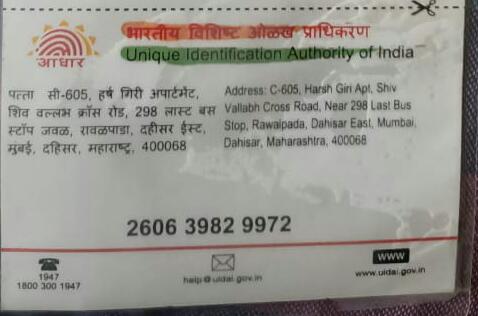 भारतीय विशिष्ट ओळख प्राधिकरण
Unique Identification Authority of India
आधार
पत्ता सी-605, हर्ष गिरी अपार्टमेंट,
शिव वल्लभ क्रॉस रोड, 298 लास्ट बस
स्टॉप जवळ, रावळपाडा, दहीसर ईस्ट,
मुंबई, दहिसर, महाराष्ट्र, 400068
Address: C-605, Harsh Giri Apt, Shiv
Vallabh Cross Road, Near 298 Last Bus
Stop, Rawalpada, Dahisar East, Mumbai,
Dahisar, Maharashtra, 400068
2606 3982 9972
1947
1800 300 1947
help@uidai.gov.in
www
www.uidai.gov.in